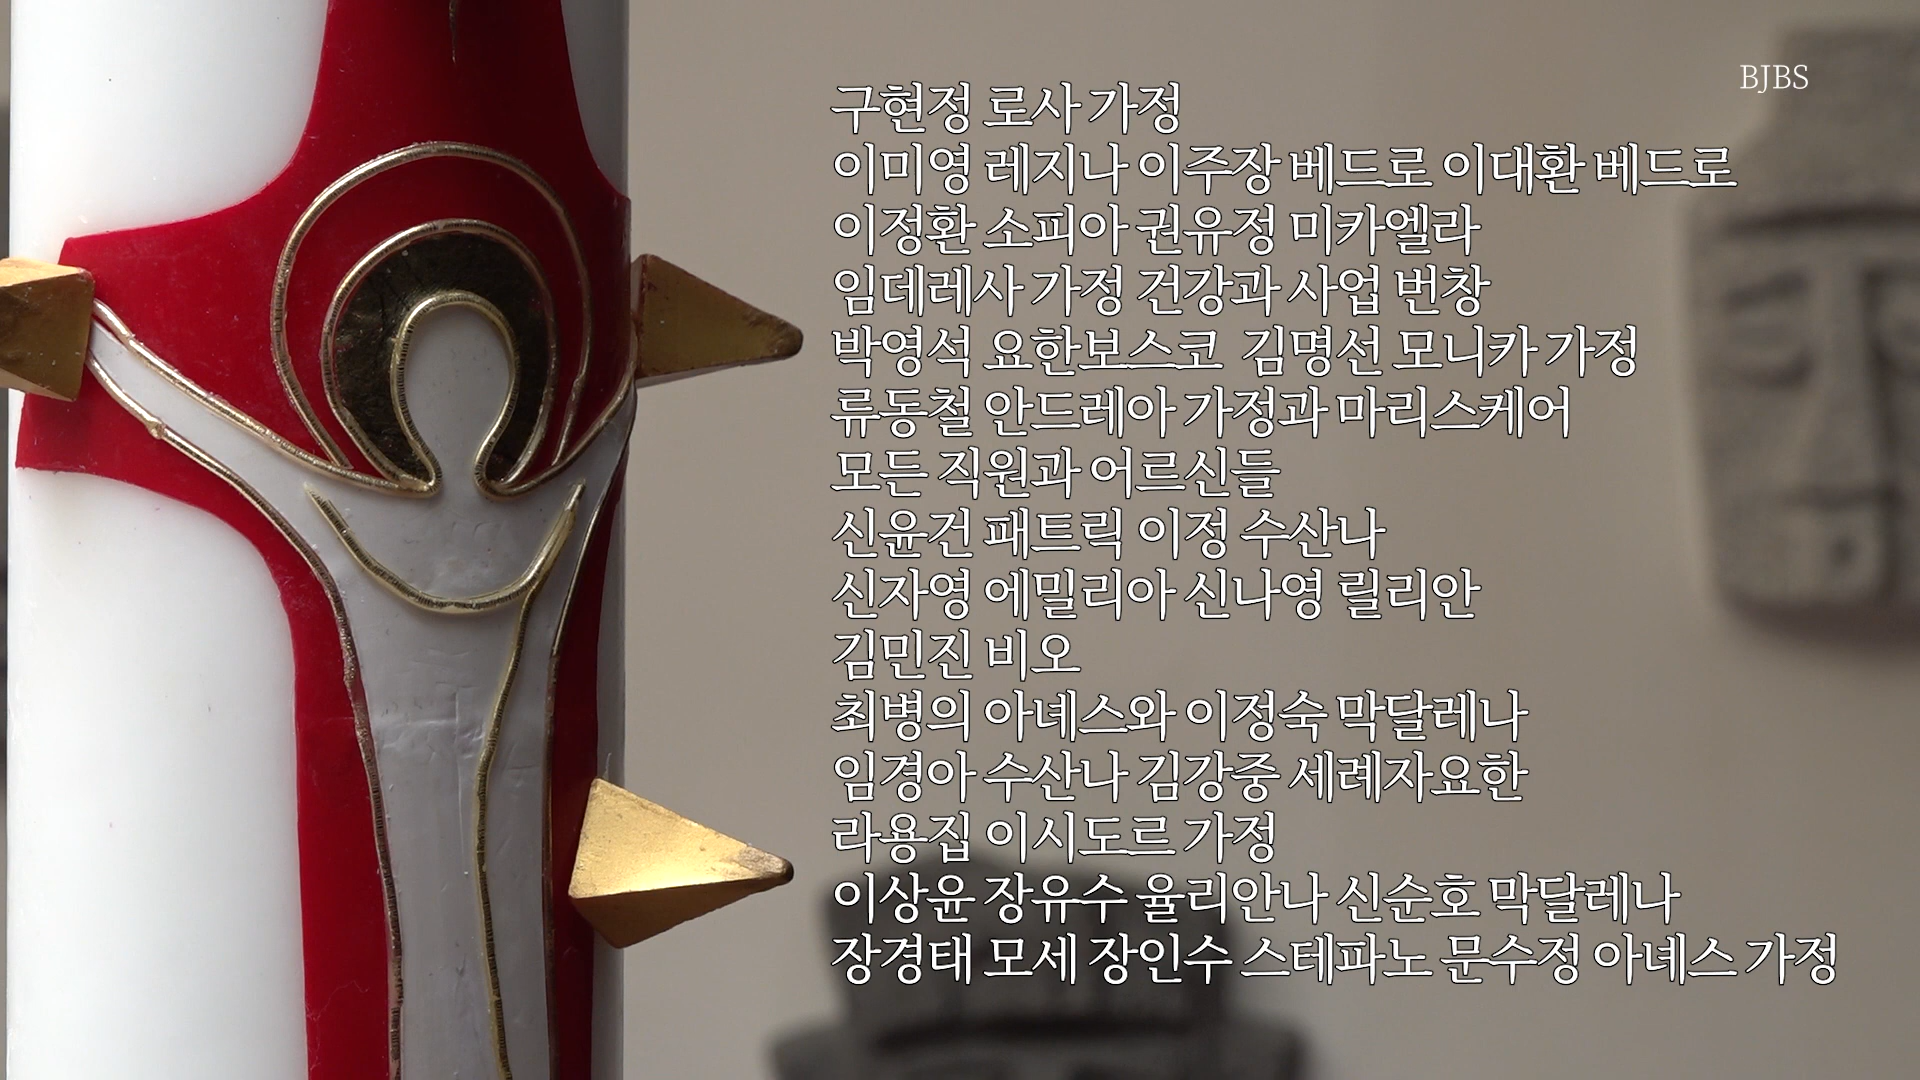 BJBS
구현정 로사 가정
이미영 레지나 이주장 베드로 이대환 베드로
이정환 소피아 권유정 미카엘라
임데레사 가정 건강과 사업 번창
박영석 요한보스코 김명선 모니카 가정
류동철 안드레아 가정과 마리스케어
모든 직원과 어르신들
신윤건 패트릭 이정 수산나
신자영 에밀리아 신나영 릴리안
김민진 비오
최병의 아녜스와 이정숙 막달레나
임경아 수산나 김강중 세례자요한
라용집 이시도르 가정
이상윤 장유수 율리안나 신순호 막달레나
장경태 모세 장인수 스테파노 문수정 아녜스 가정